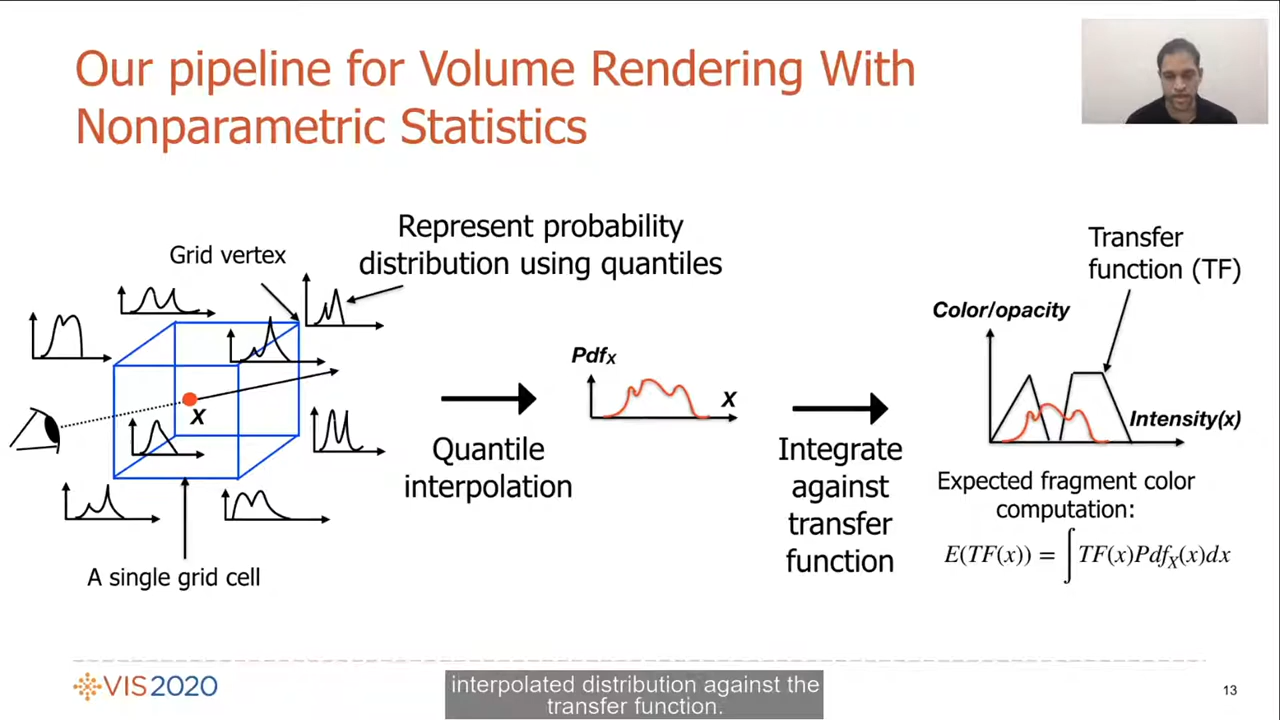 Our pipeline for Volume Rendering With
Nonparametric Statistics
Represent probability
distribution using quantiles
Grid vertex
X
A single grid cell
Quantile
interpolation
PdfX
X
Integrate
against
transfer
function
Transfer
function (TF)
Color/opacity
Intensity(x)
Expected fragment color
computation:
E(TF(x)) = ∫ TF(x)PdfX(x)dx
VIS2020
interpolated distribution against the
transfer function.
13